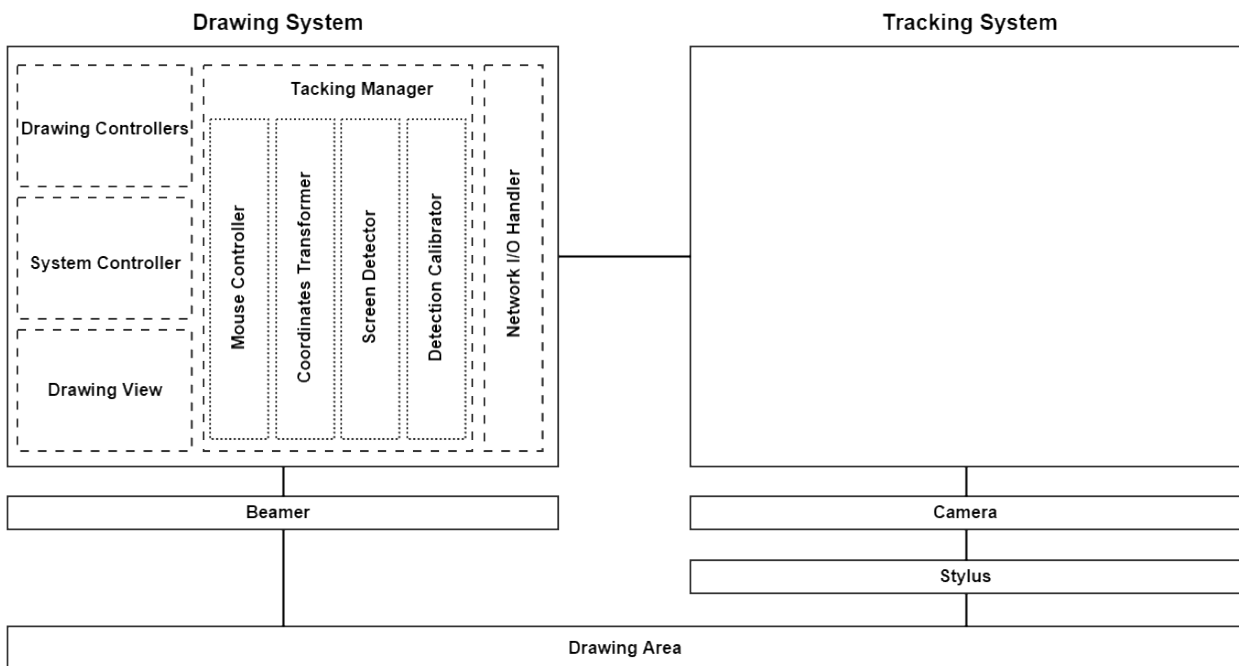 Drawing System
Tracking System
Drawing Controllers
System Controller
Drawing View
Tacking Manager
Mouse Controller
Coordinates Transformer
Screen Detector
Detection Calibrator
Network I/O Handler
Beamer
Camera
Stylus
Drawing Area